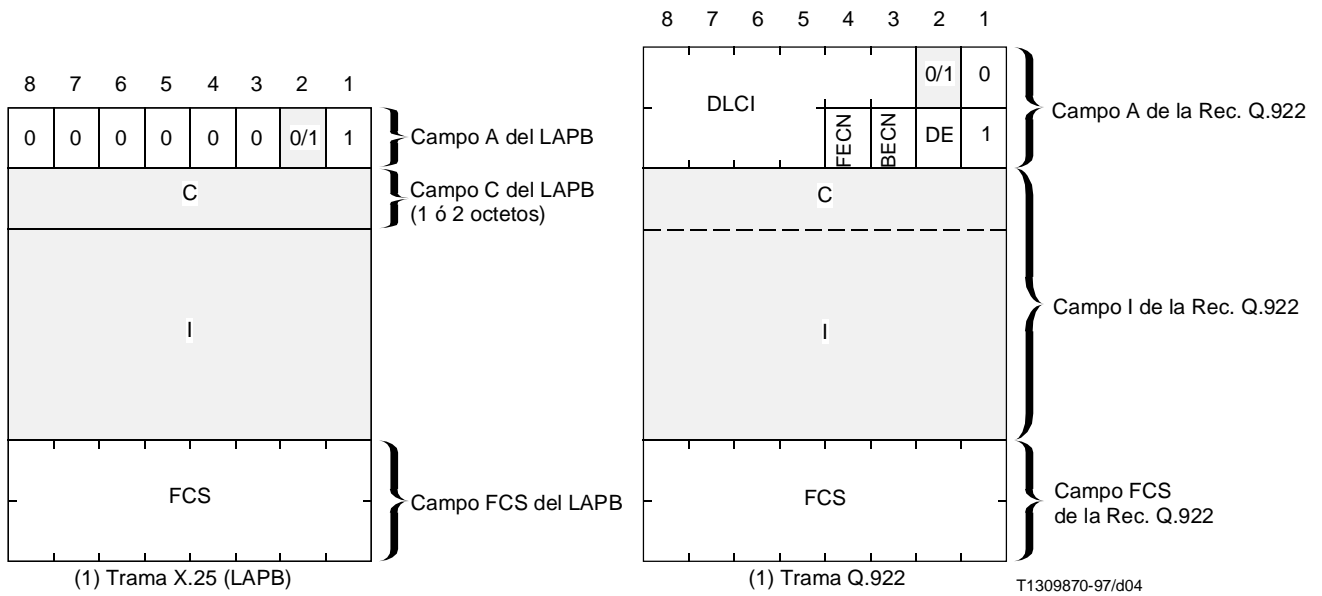 8 7 6 5 4 3 2 1
0 0 0 0 0 0 0/1 1
Campo A del LAPB
C
Campo C del LAPB
(1 ó 2 octetos)
I
FCS
Campo FCS del LAPB
(1) Trama X.25 (LAPB)
8 7 6 5 4 3 2 1
DLCI
0/1 0
FECN BECN DE 1
Campo A de la Rec. Q.922
C
I
Campo I de la Rec. Q.922
FCS
Campo FCS
de la Rec. Q.922
(1) Trama Q.922
T1309870-97/d04